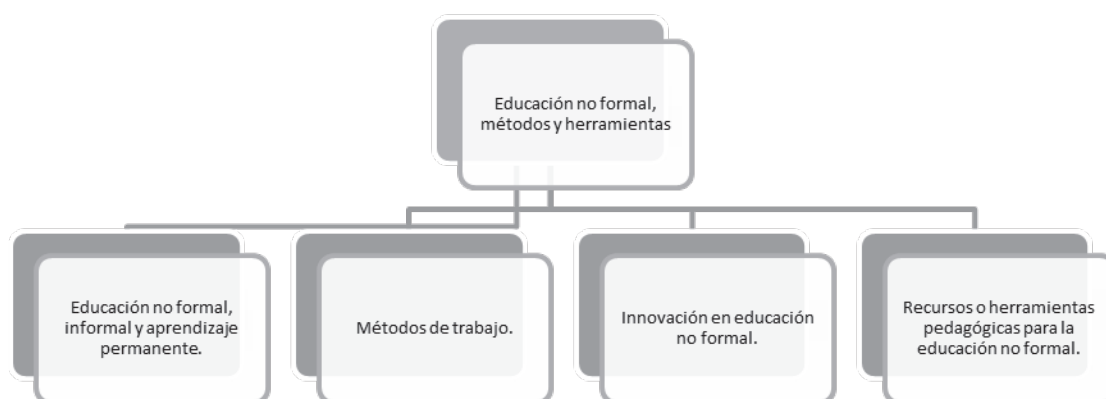 Educación no formal,
métodos y herramientas
Educación no formal,
informal y aprendizaje
permanente.
Métodos de trabajo.
Innovación en educación
no formal.
Recursos o herramientas
pedagógicas para la
educación no formal.